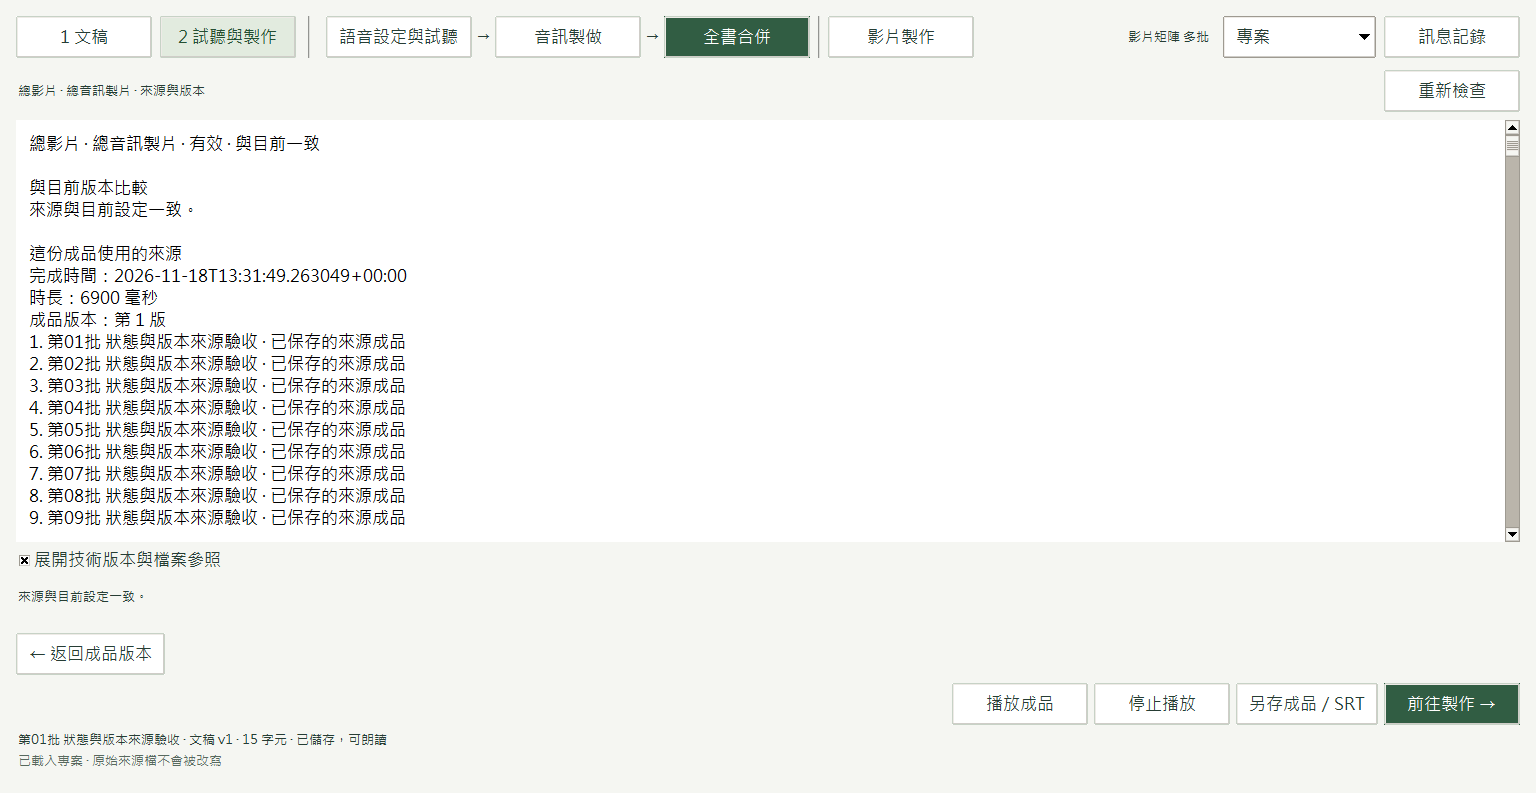 1 文稿
2 試聽與製作
語音設定與試聽
→
音訊製做
→
全書合併
影片製作
影片矩陣 多批
專案
訊息記錄
總影片 · 總音訊製片 · 來源與版本
重新檢查
總影片 · 總音訊製片 · 有效 · 與目前一致
與目前版本比較
來源與目前設定一致。
這份成品使用的來源
完成時間：2026-11-18T13:31:49.263049+00:00
時長：6900 毫秒
成品版本：第 1 版
1. 第01批 狀態與版本來源驗收 · 已保存的來源成品
2. 第02批 狀態與版本來源驗收 · 已保存的來源成品
3. 第03批 狀態與版本來源驗收 · 已保存的來源成品
4. 第04批 狀態與版本來源驗收 · 已保存的來源成品
5. 第05批 狀態與版本來源驗收 · 已保存的來源成品
6. 第06批 狀態與版本來源驗收 · 已保存的來源成品
7. 第07批 狀態與版本來源驗收 · 已保存的來源成品
8. 第08批 狀態與版本來源驗收 · 已保存的來源成品
9. 第09批 狀態與版本來源驗收 · 已保存的來源成品
展開技術版本與檔案參照
來源與目前設定一致。
← 返回成品版本
播放成品
停止播放
另存成品 / SRT
前往製作 →
第01批 狀態與版本來源驗收 · 文稿 v1 · 15 字元 · 已儲存，可朗讀
已載入專案 · 原始來源檔不會被改寫